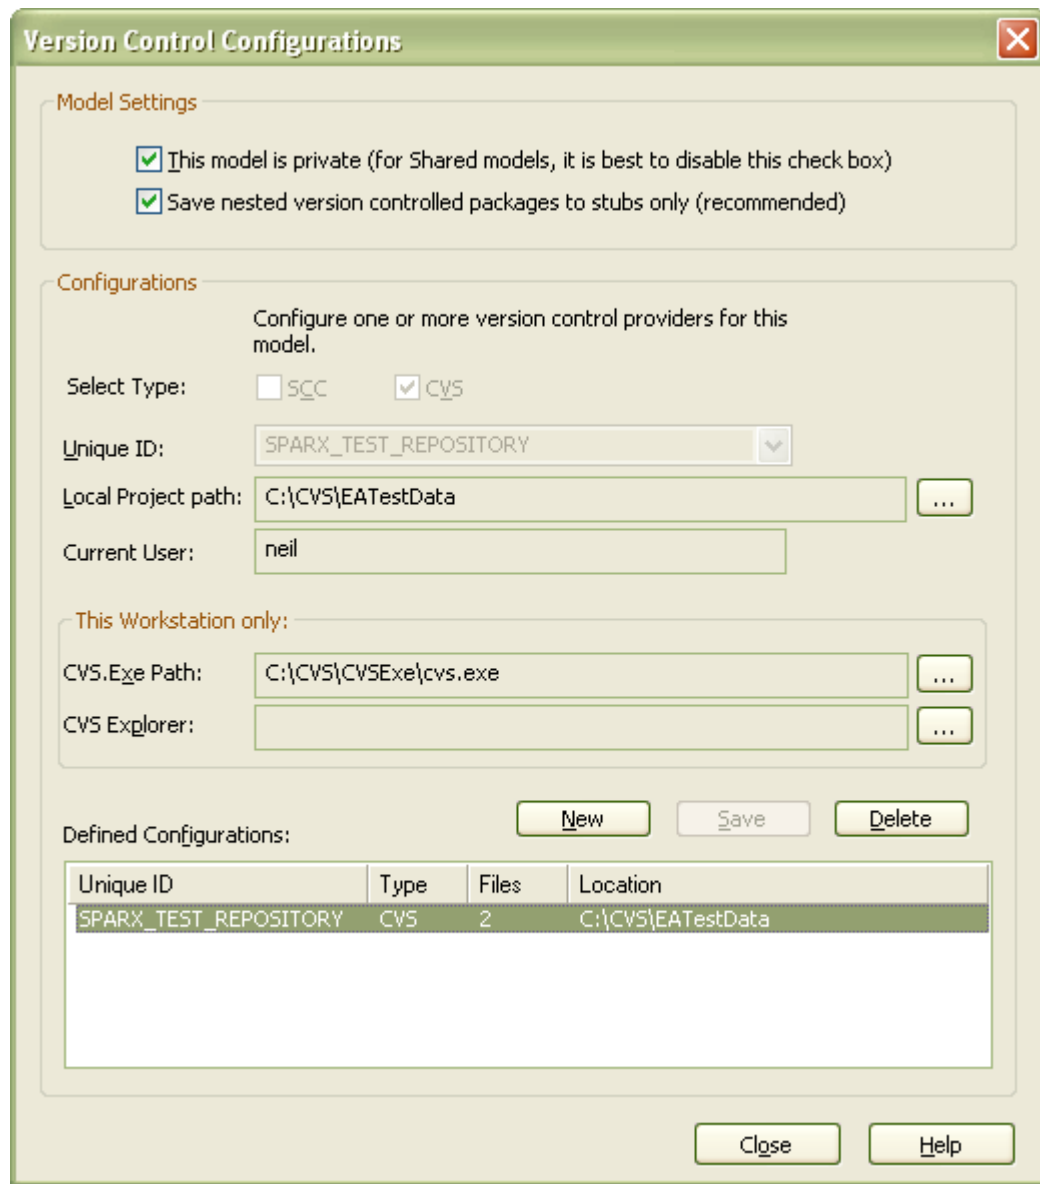 Version Control Configurations
Model Settings
This model is private (for Shared models, it is best to disable this check box)
Save nested version controlled packages to stubs only (recommended)
Configurations
Configure one or more version control providers for this
model.
Select Type: SCC CVS
Unique ID: SPARX_TEST_REPOSITORY
Local Project path: C:\CVS\EATestData ...
Current User: neil
This Workstation only:
CVS.Exe Path: C:\CVS\CVSExe\cvs.exe ...
CVS Explorer: ...
New Save Delete
Defined Configurations:
Unique ID Type Files Location
SPARX_TEST_REPOSITORY CVS 2 C:\CVS\EATestData
Close Help